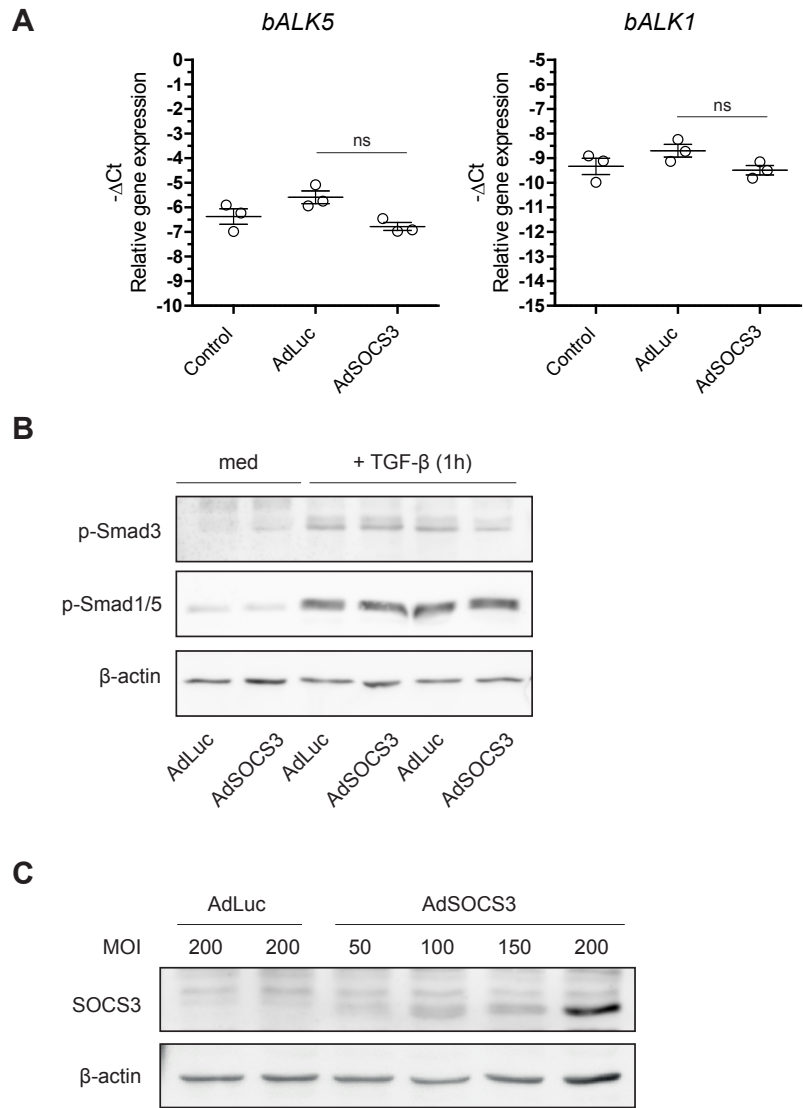 A
bALK5
bALK1
-ΔCt
Relative gene expression
0
-1
-2
-3
-4
-5
-6
-7
-8
-9
-10
ns
Control
AdLuc
AdSOCS3
-ΔCt
Relative gene expression
-5
-6
-7
-8
-9
-10
-11
-12
-13
-14
-15
ns
Control
AdLuc
AdSOCS3
B
med + TGF-β (1h)
p-Smad3
p-Smad1/5
β-actin
AdLuc AdSOCS3 AdLuc AdSOCS3 AdLuc AdSOCS3
C
AdLuc AdSOCS3
MOI 200 200 50 100 150 200
SOCS3
β-actin